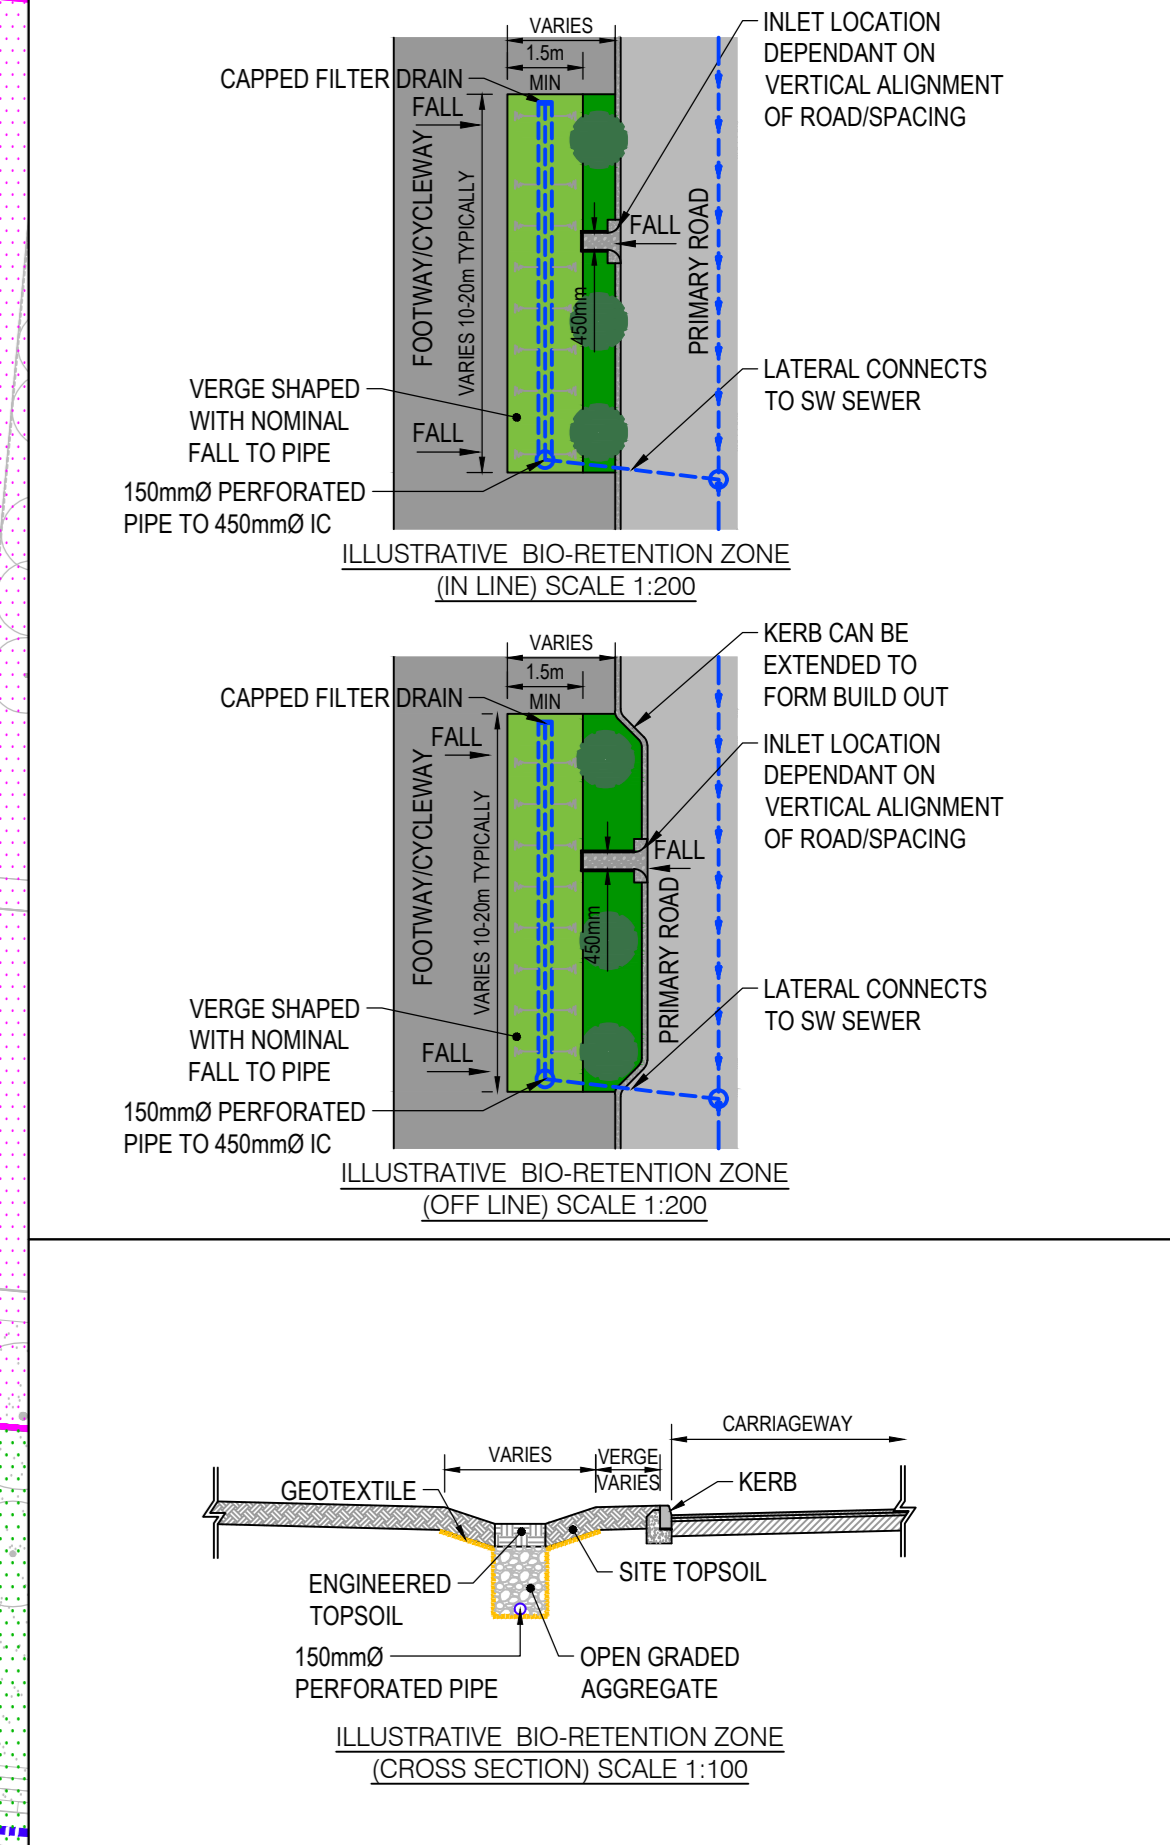 VARIES
1.5m
MIN
INLET LOCATION
DEPENDANT ON
VERTICAL ALIGNMENT
OF ROAD/SPACING
CAPPED FILTER DRAIN
FALL
FOOTWAY/CYCLEWAY
VARIES 10-20m TYPICALLY
450mm
FALL
PRIMARY ROAD
LATERAL CONNECTS
TO SW SEWER
VERGE SHAPED
WITH NOMINAL
FALL TO PIPE
FALL
150mmØ PERFORATED
PIPE TO 450mmØ IC
ILLUSTRATIVE BIO-RETENTION ZONE
(IN LINE) SCALE 1:200
VARIES
1.5m
MIN
KERB CAN BE
EXTENDED TO
FORM BUILD OUT
CAPPED FILTER DRAIN
FALL
INLET LOCATION
DEPENDANT ON
VERTICAL ALIGNMENT
OF ROAD/SPACING
FOOTWAY/CYCLEWAY
VARIES 10-20m TYPICALLY
450mm
FALL
PRIMARY ROAD
LATERAL CONNECTS
TO SW SEWER
VERGE SHAPED
WITH NOMINAL
FALL TO PIPE
FALL
150mmØ PERFORATED
PIPE TO 450mmØ IC
ILLUSTRATIVE BIO-RETENTION ZONE
(OFF LINE) SCALE 1:200
CARRIAGEWAY
VARIES
VERGE
VARIES
GEOTEXTILE
KERB
ENGINEERED
TOPSOIL
SITE TOPSOIL
150mmØ
PERFORATED PIPE
OPEN GRADED
AGGREGATE
ILLUSTRATIVE BIO-RETENTION ZONE
(CROSS SECTION) SCALE 1:100